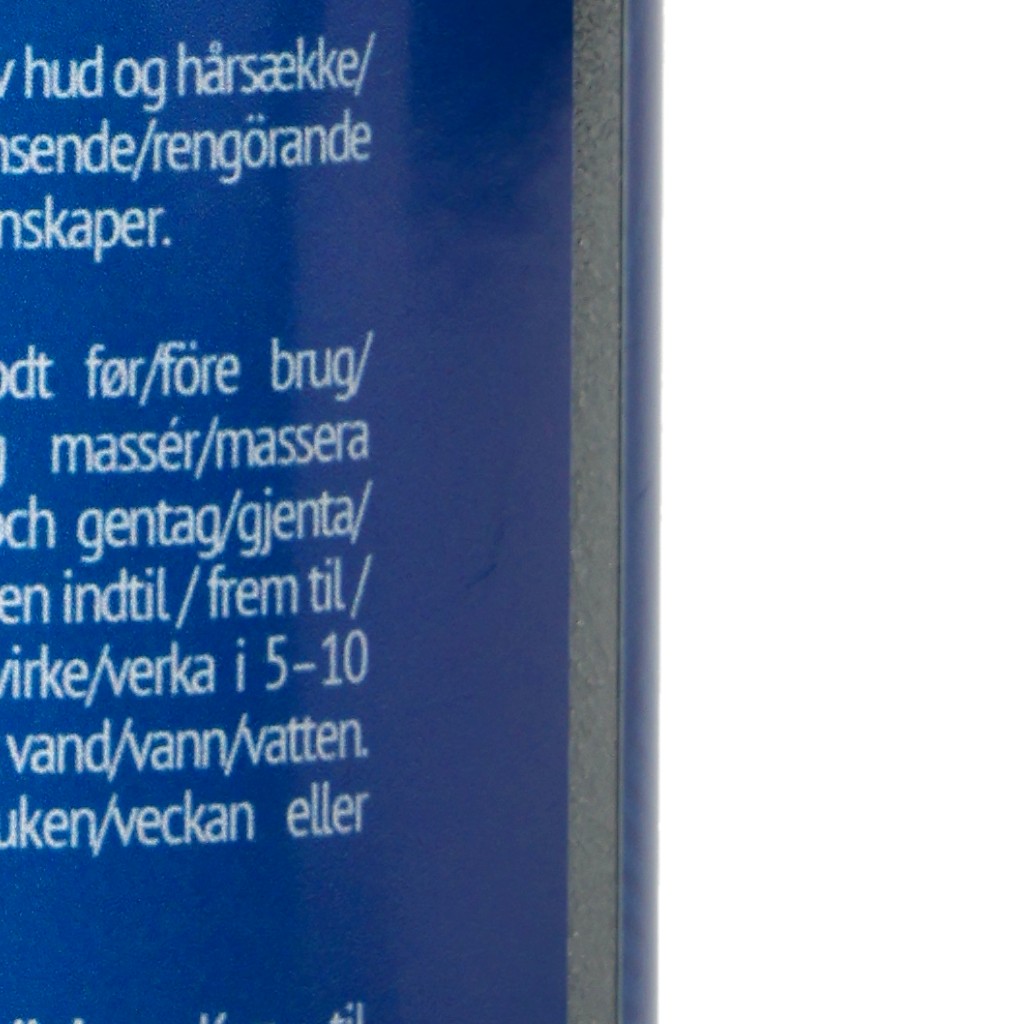 v hud og hårsække/
nsende/rengörande
nskaper.
odt før/före brug/
g massér/massera
och gentag/gjenta/
en indtil / frem til /
virke/verka i 5–10
vand/vann/vatten.
uken/veckan eller
til